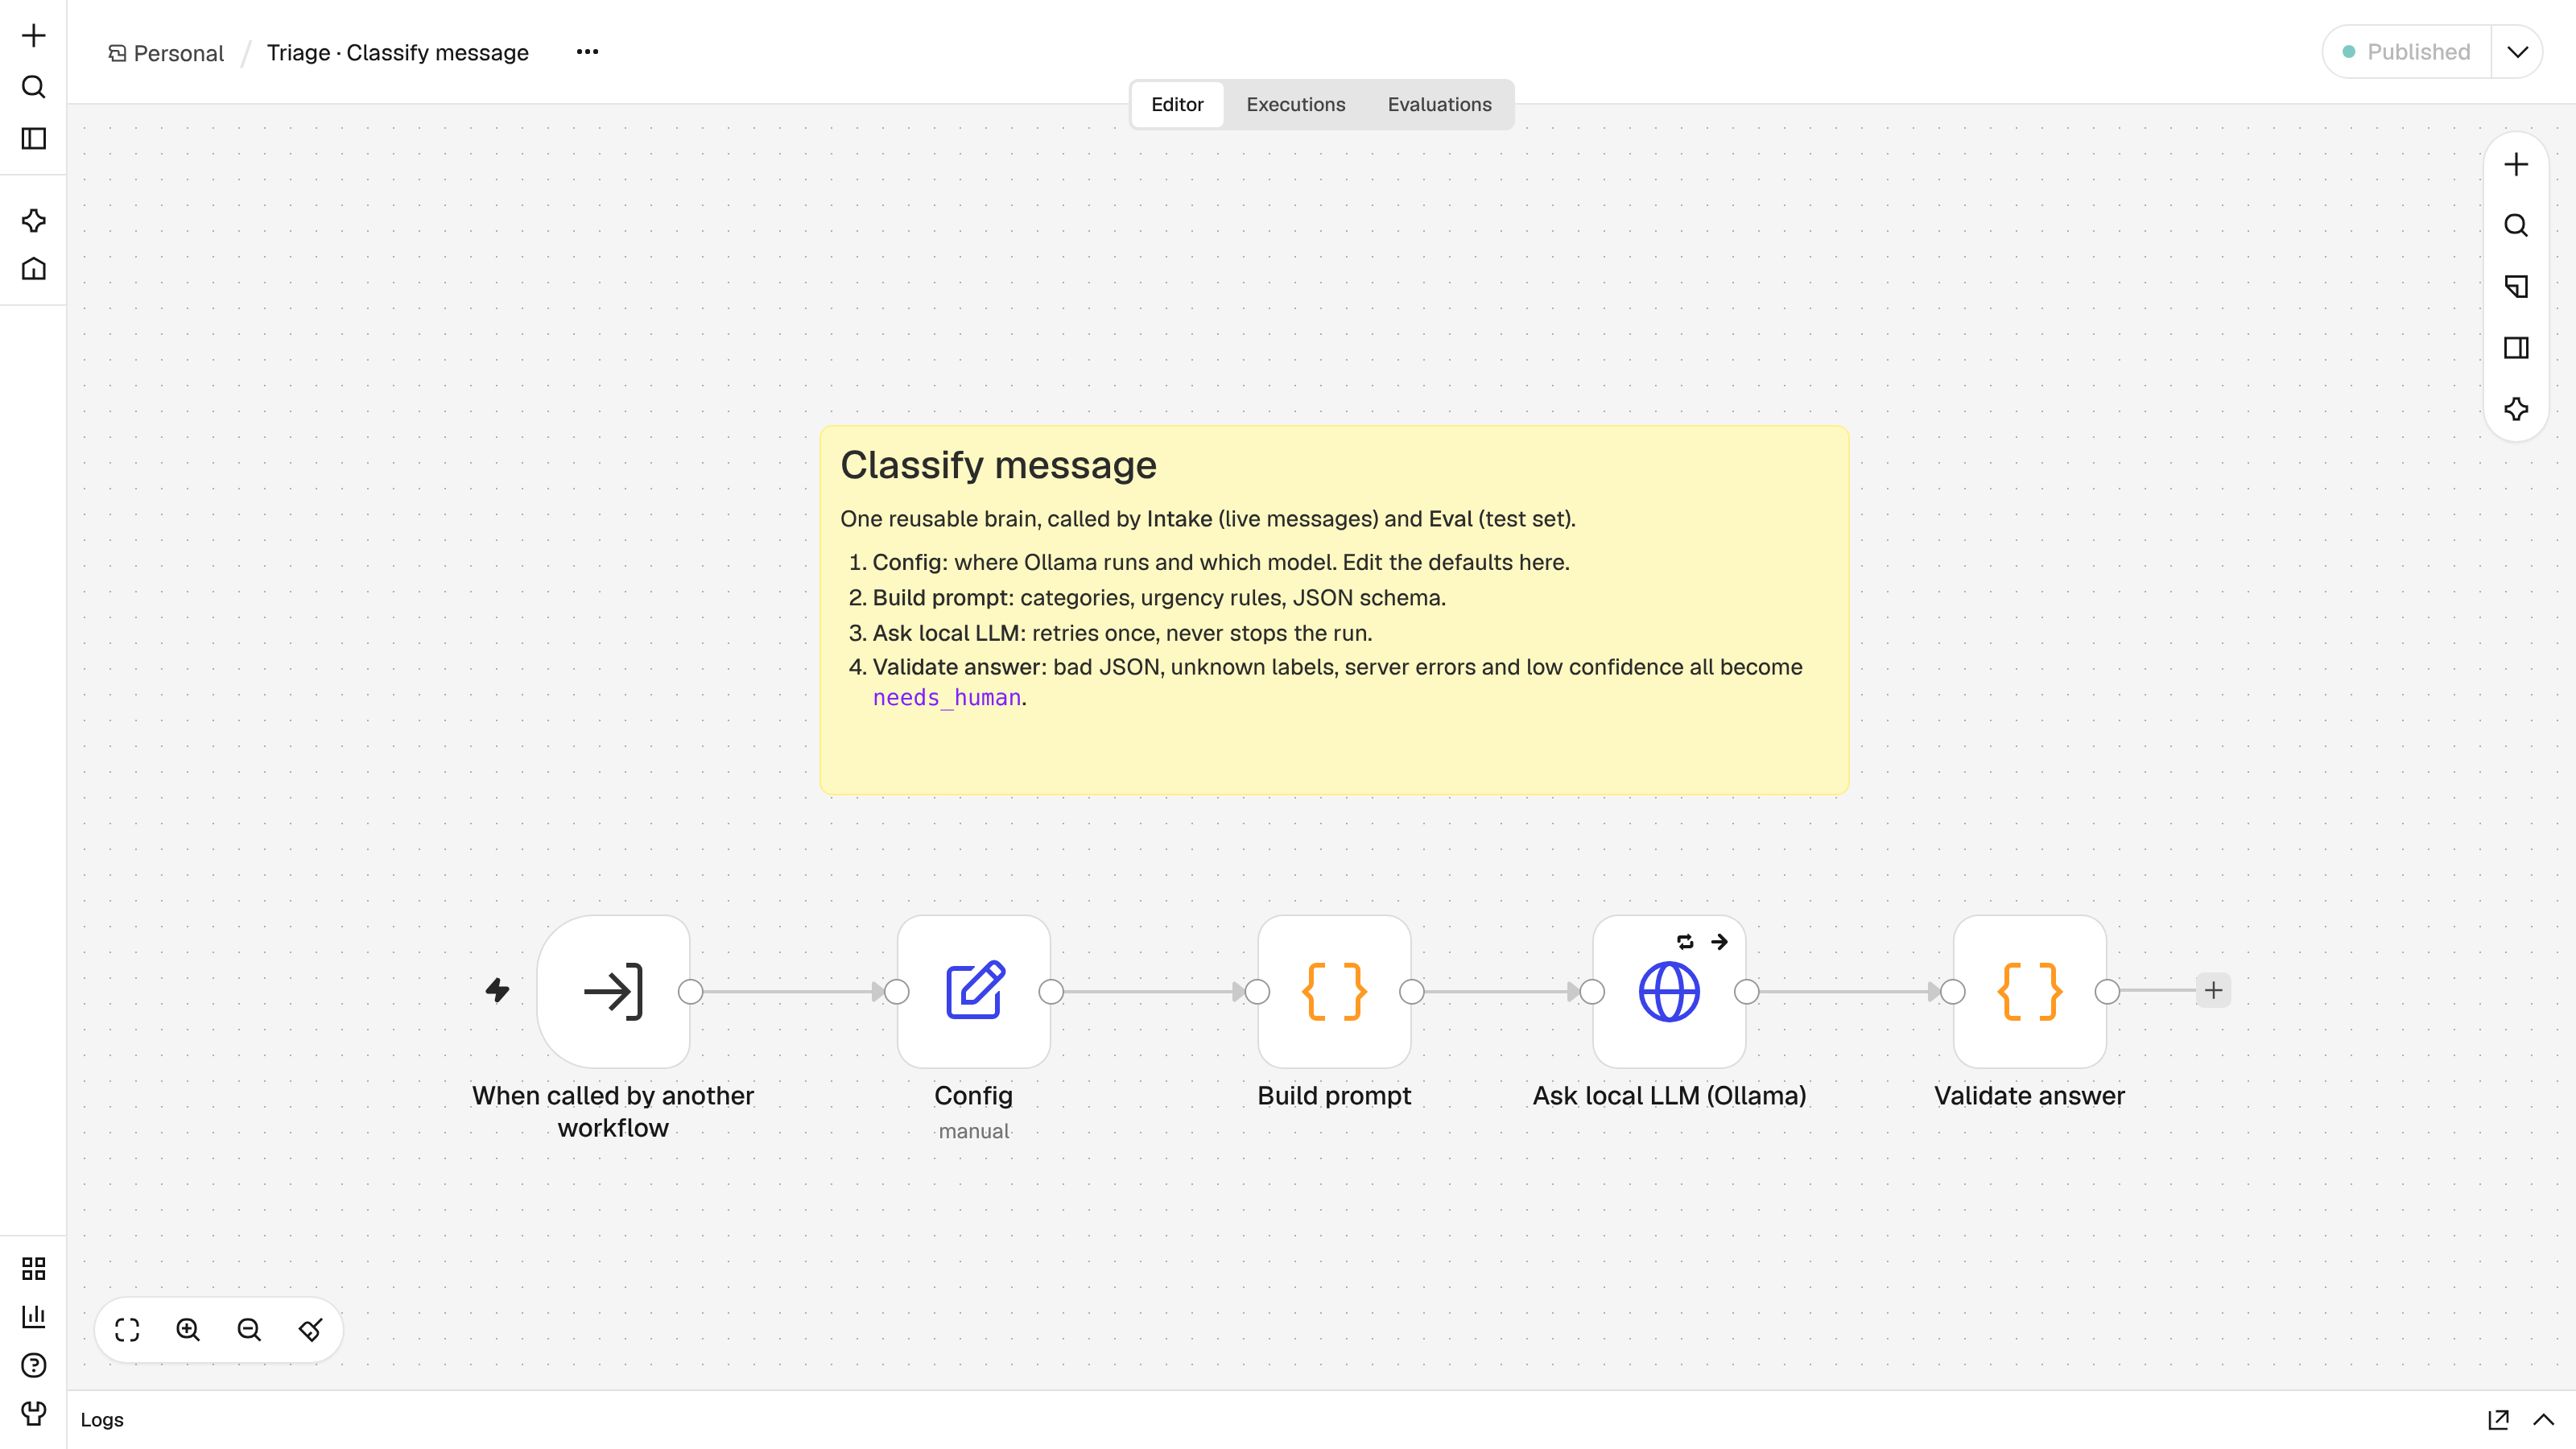 Personal / Triage · Classify message
Published
Editor Executions Evaluations
Classify message
One reusable brain, called by Intake (live messages) and Eval (test set).
1. Config: where Ollama runs and which model. Edit the defaults here.
2. Build prompt: categories, urgency rules, JSON schema.
3. Ask local LLM: retries once, never stops the run.
4. Validate answer: bad JSON, unknown labels, server errors and low confidence all become
needs_human.
When called by another
workflow
Config
manual
Build prompt
Ask local LLM (Ollama)
Validate answer
Logs